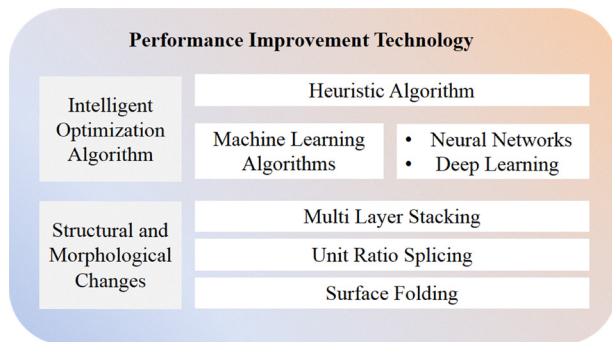 Performance Improvement Technology
Intelligent
Optimization
Algorithm
Heuristic Algorithm
Machine Learning
Algorithms
• Neural Networks
• Deep Learning
Structural and
Morphological
Changes
Multi Layer Stacking
Unit Ratio Splicing
Surface Folding